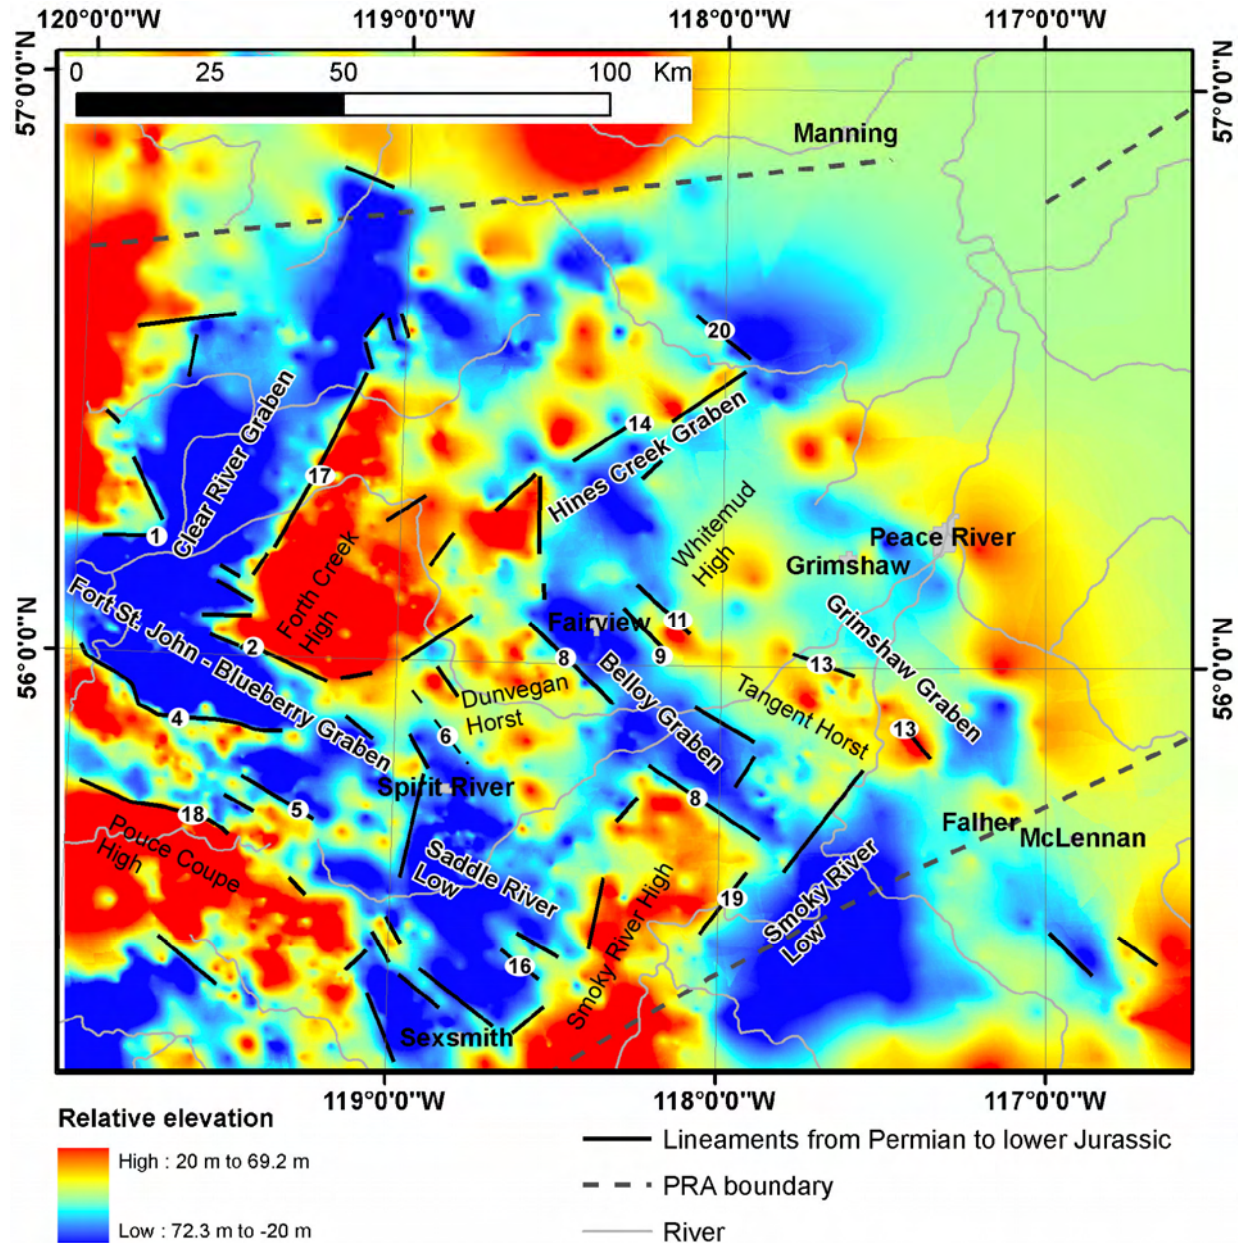 120°0'0"W 119°0'0"W 118°0'0"W 117°0'0"W
57°0'0"N
57°0'0"N
0 25 50 100 Km
Manning
20
Clear River Graben
14
Hines Creek Graben
17
1
Whitemud
High
Peace River
Grimshaw
Forth Creek
High
Fort St. John - Blueberry Graben
Fairview
11
Grimshaw Graben
56°0'0"N
56°0'0"N
2
8
9
13
Belloy Graben
Dunvegan
Horst
Tangent Horst
4
6
13
Spirit River
5
8
18
Pouce Coupe
High
Falher
McLennan
Saddle River
Low
Smoky River High
19
Smoky River
Low
16
Sexsmith
119°0'0"W 118°0'0"W 117°0'0"W
Relative elevation
High : 20 m to 69.2 m
Low : 72.3 m to -20 m
Lineaments from Permian to lower Jurassic
PRA boundary
River